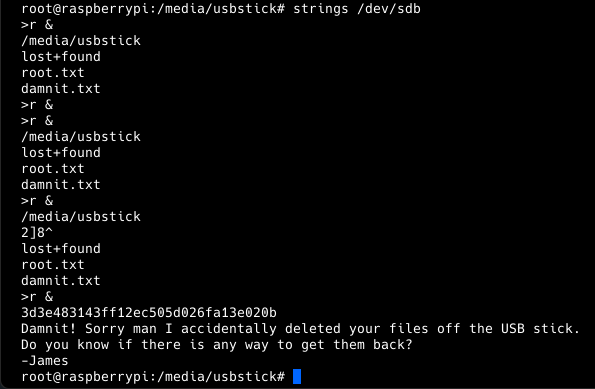 root@raspberrypi:/media/usbstick# strings /dev/sdb
>r &
/media/usbstick
lost+found
root.txt
damnit.txt
>r &
>r &
/media/usbstick
lost+found
root.txt
damnit.txt
>r &
/media/usbstick
2]8^
lost+found
root.txt
damnit.txt
>r &
3d3e483143ff12ec505d026fa13e020b
Damnit! Sorry man I accidentally deleted your files off the USB stick.
Do you know if there is any way to get them back?
-James
root@raspberrypi:/media/usbstick#